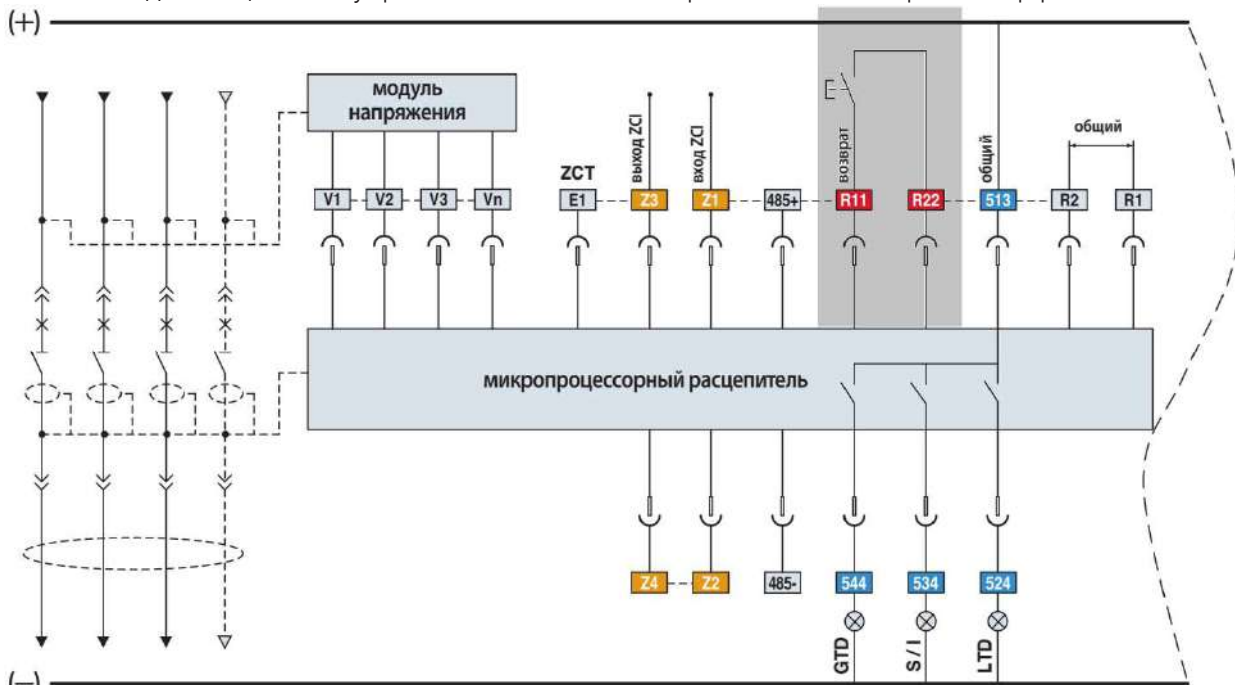 (+)
модуль
напряжения
ZCT
выход ZCI
вход ZCI
возврат
общий
общий
V1 V2 V3 Vn E1 Z3 Z1 485+ R11 R22 513 R2 R1
микропроцессорный расцепитель
Z4 Z2 485- 544 534 524
GTD
S / I
LTD
(—)